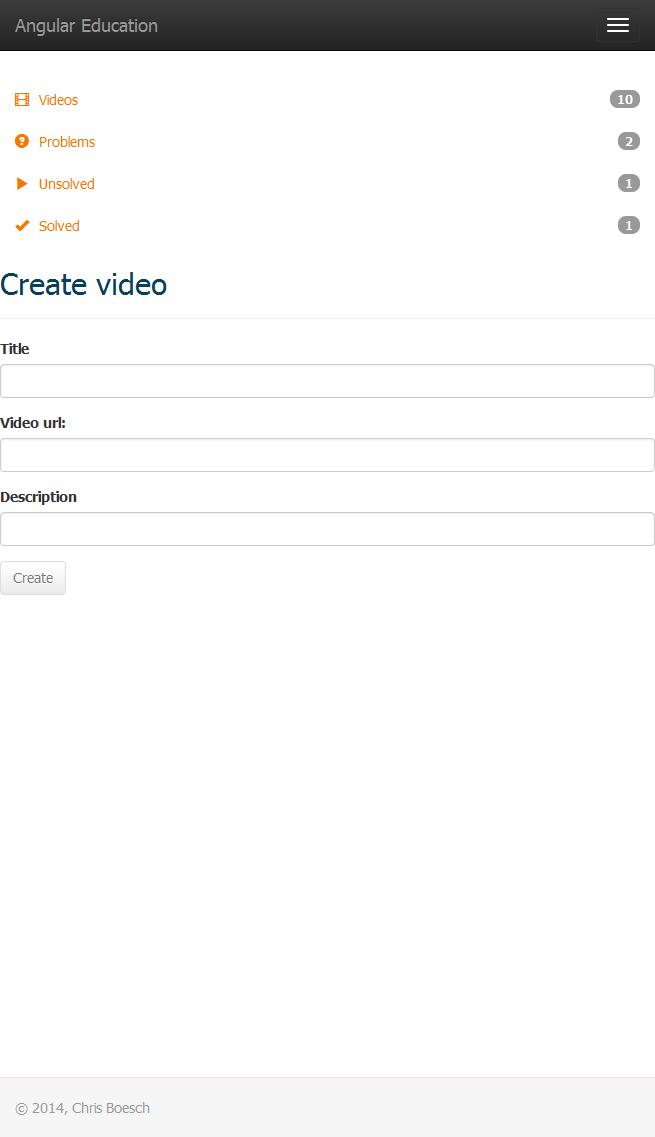 Angular Education
Videos 10
Problems 2
Unsolved 1
Solved 1
Create video
Title
Video url:
Description
Create
© 2014, Chris Boesch